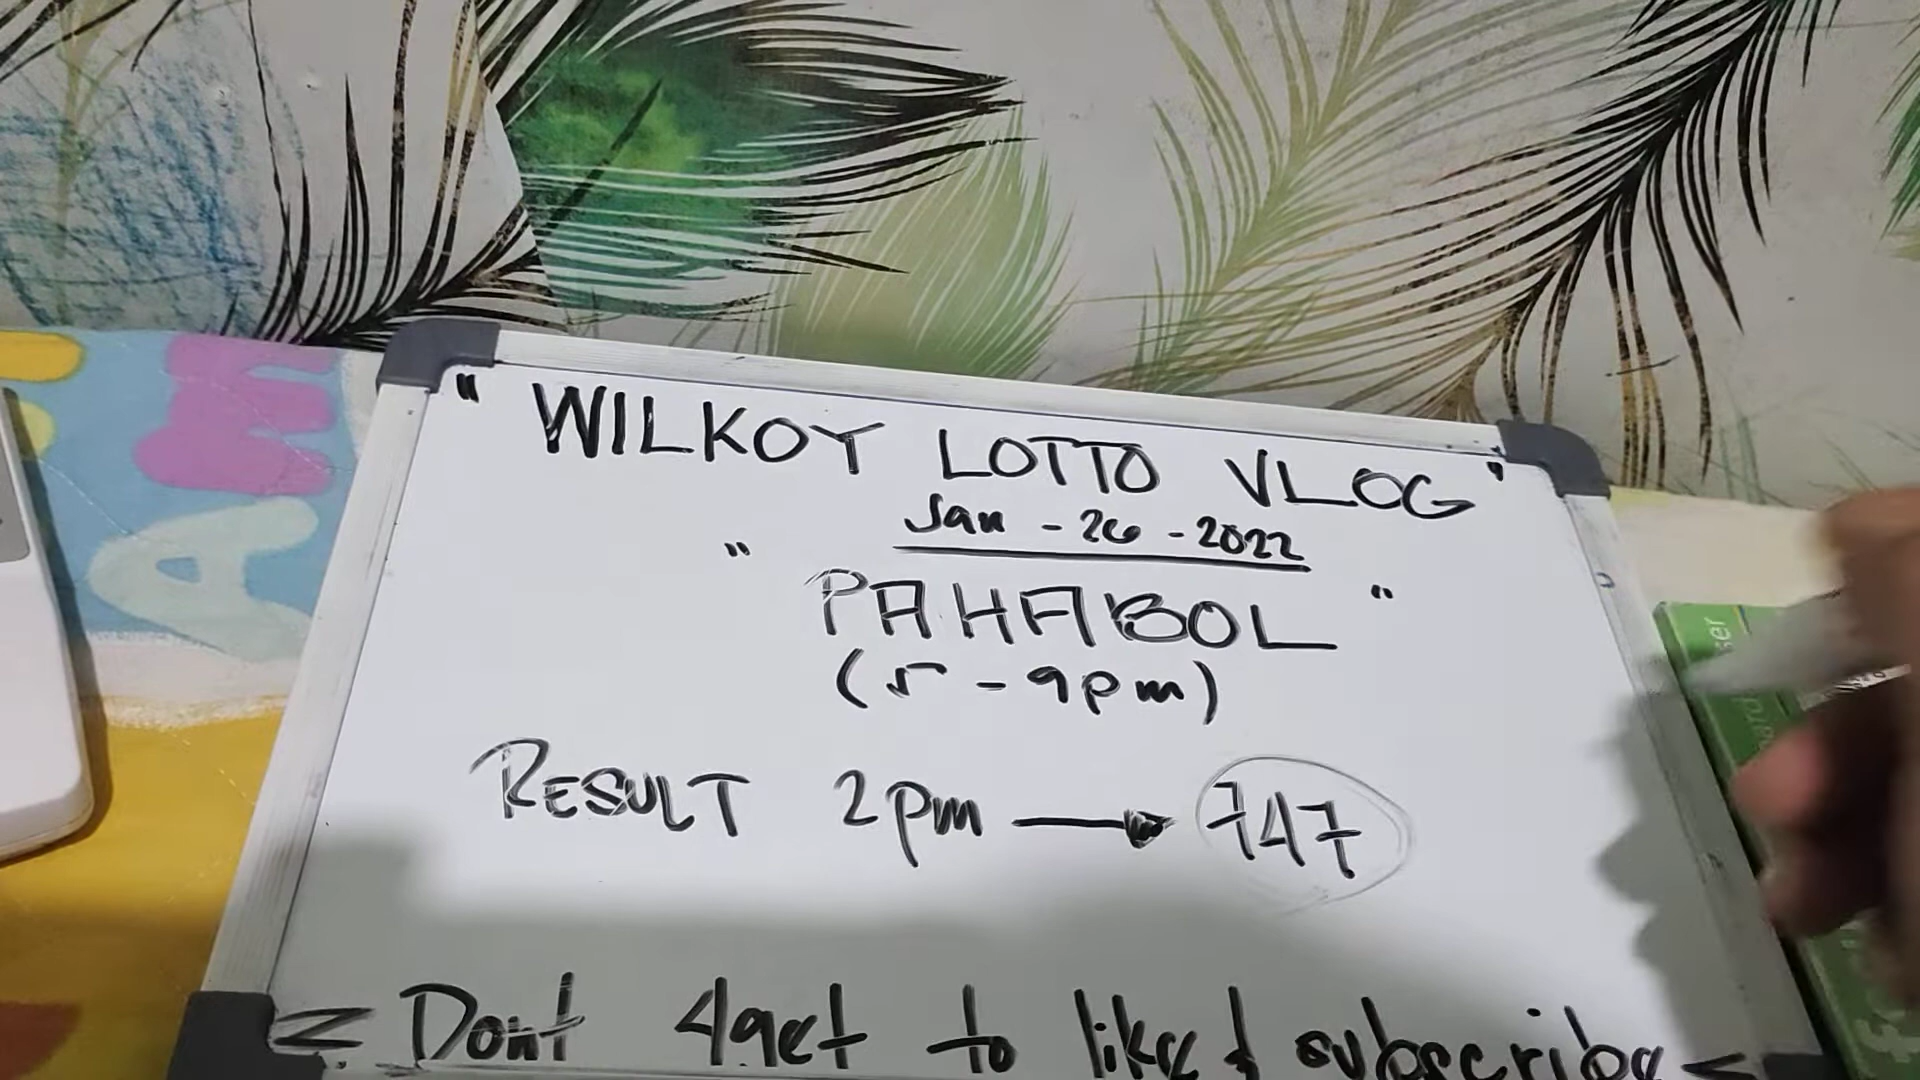 " WILKOY LOTTO VLOG "
Jan - 26 - 2022
" PAHABOL "
(5 - 9pm)
RESULT 2pm → 747
Dont 4get to like & subscribe